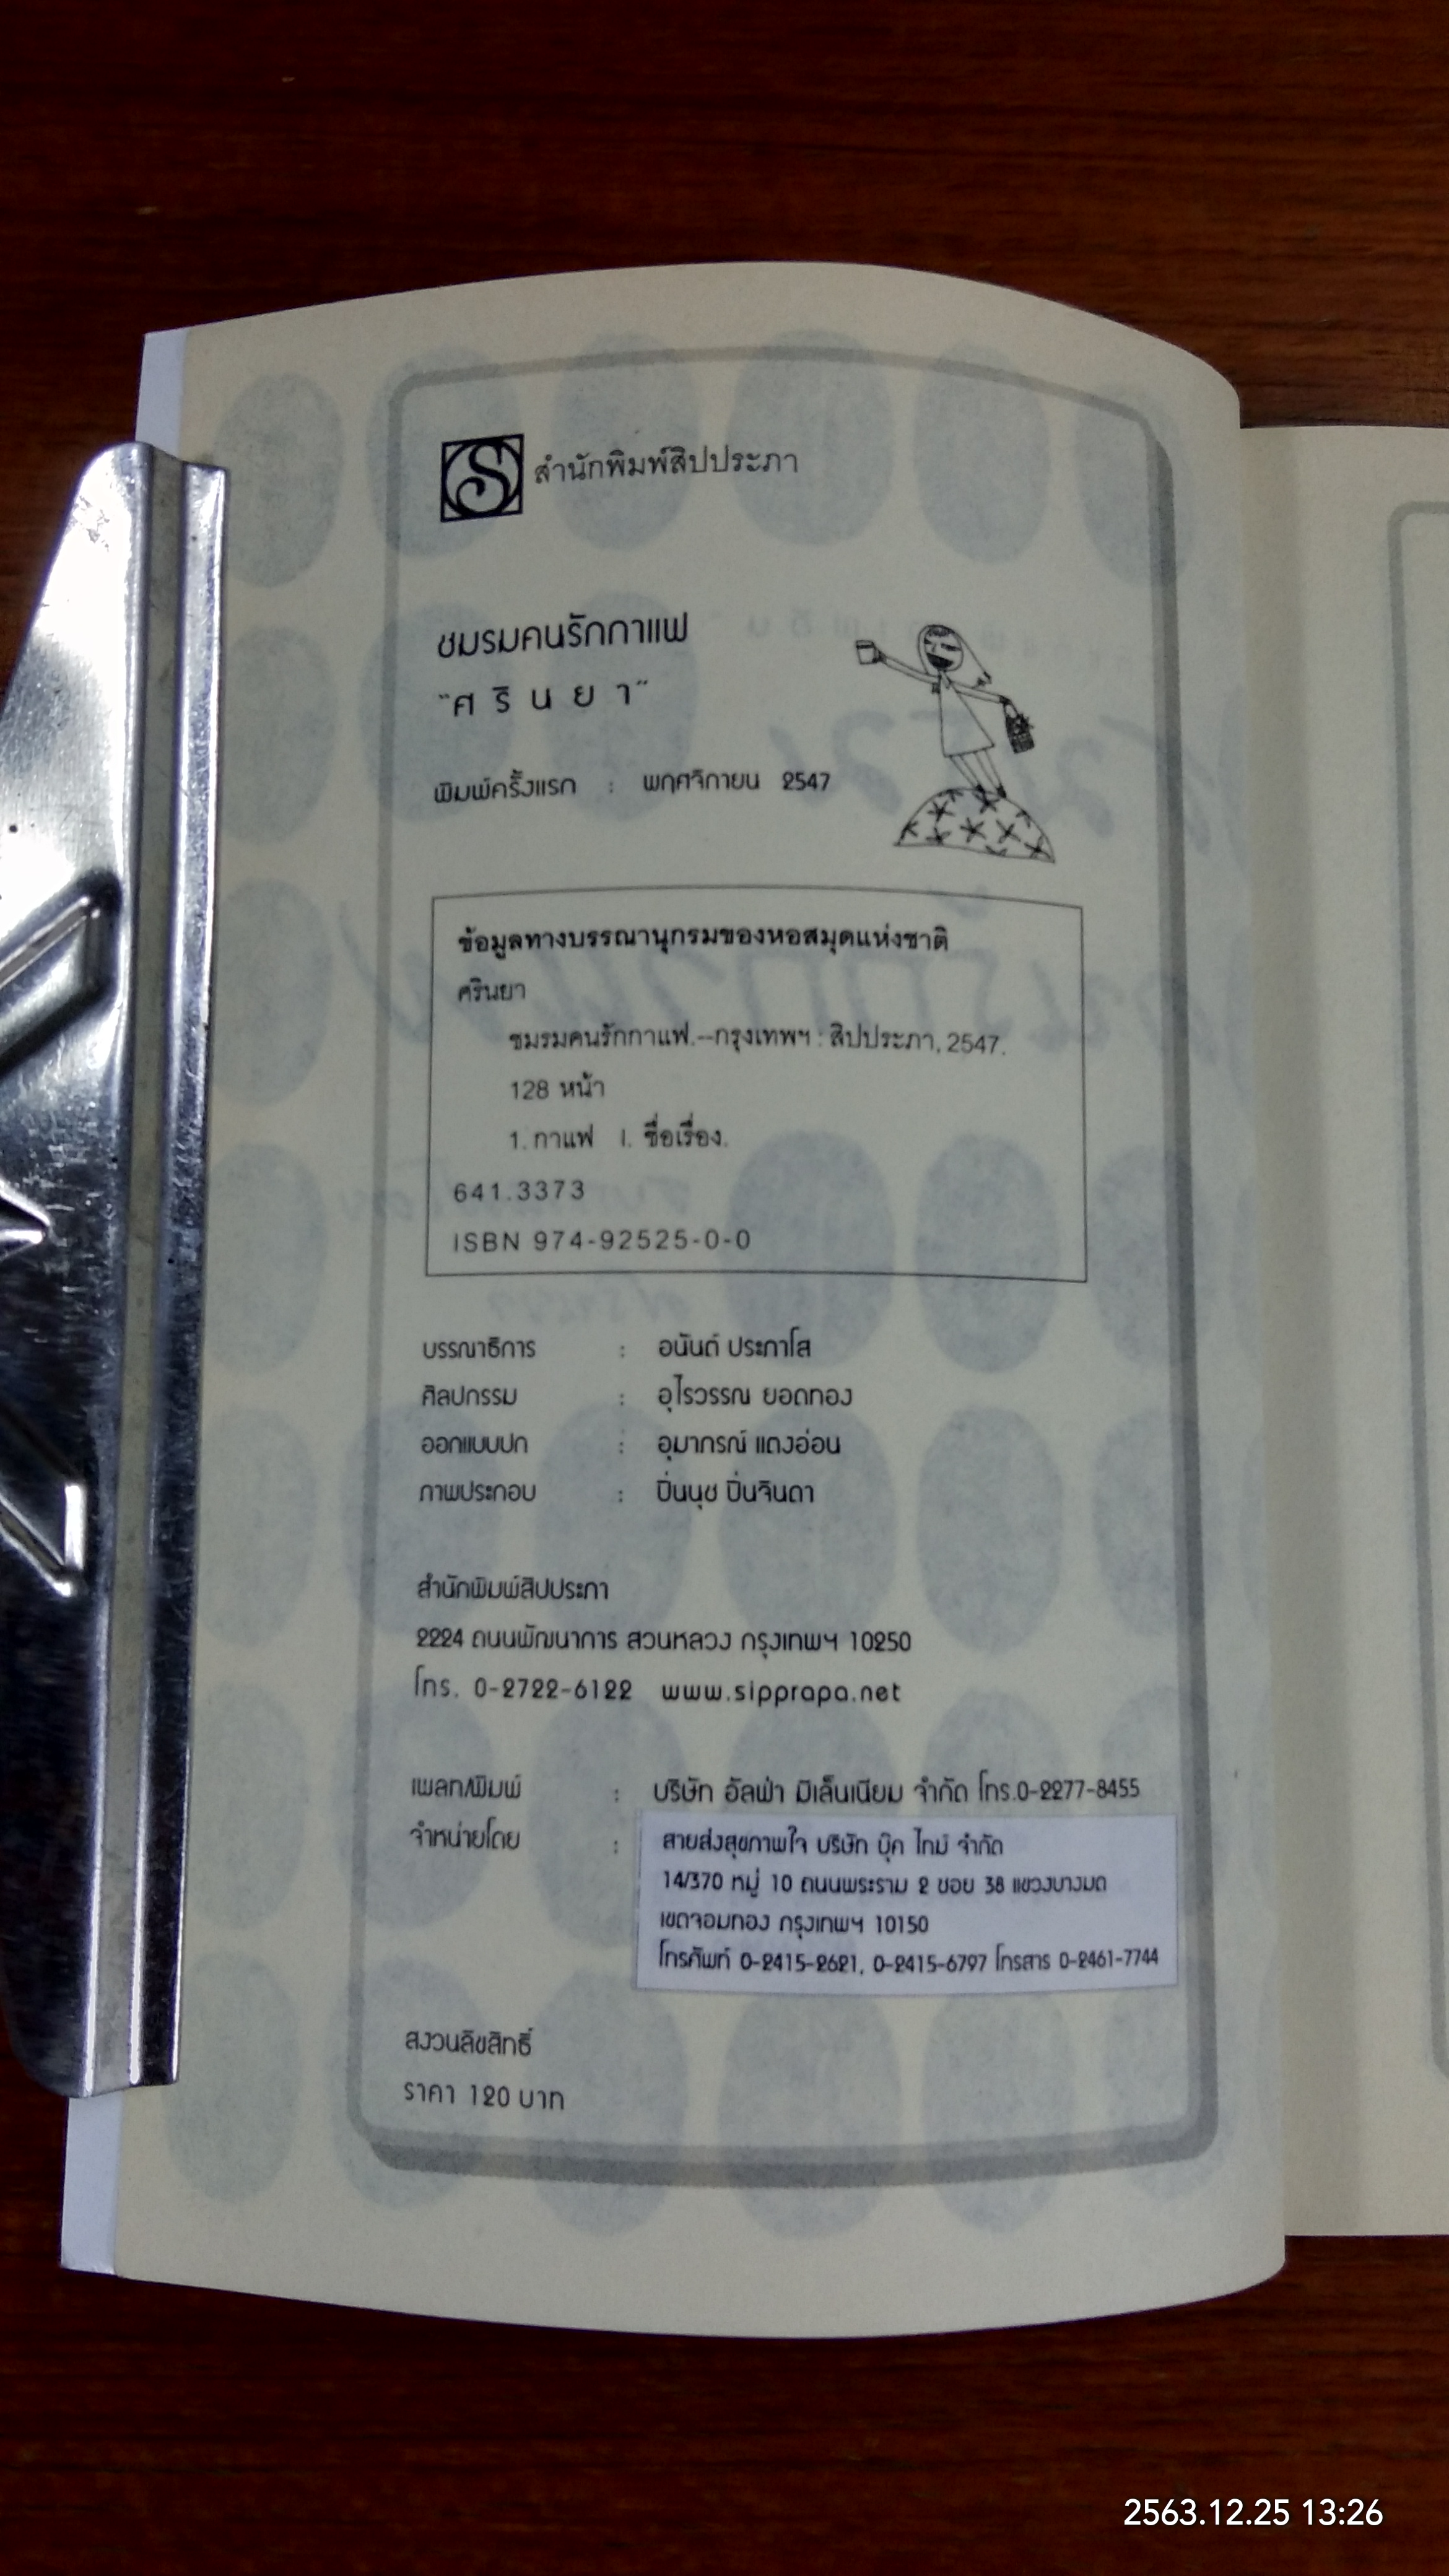 S สำนักพิมพ์สิปประภา
ชมรมคนรักกาแฟ
"ศ ริ น ย า"
พิมพ์ครั้งแรก : พฤศจิกายน 2547
ข้อมูลทางบรรณานุกรมของหอสมุดแห่งชาติ
ศรินยา
ชมรมคนรักกาแฟ.--กรุงเทพฯ : สิปประภา, 2547.
128 หน้า
1. กาแฟ I. ชื่อเรื่อง.
641.3373
ISBN 974-92525-0-0
บรรณาธิการ : อนันต์ ประภาโส
ศิลปกรรม : อุไรวรรณ ยอดทอง
ออกแบบปก : อุมาภรณ์ แตงอ่อน
ภาพประกอบ : ปิ่นนุช ปิ่นจินดา
สำนักพิมพ์สิปประภา
2224 ถนนพัฒนาการ สวนหลวง กรุงเทพฯ 10250
โทร. 0-2722-6122 www.sipprapa.net
เพลท/พิมพ์ : บริษัท อัลฟ่า มิเล็นเนียม จำกัด โทร.0-2277-8455
จำหน่ายโดย : สายส่งสุขภาพใจ บริษัท บุ๊ค ไทม์ จำกัด
14/370 หมู่ 10 ถนนพระราม 2 ซอย 38 แขวงบางมด
เขตจอมทอง กรุงเทพฯ 10150
โทรศัพท์ 0-2415-2621, 0-2415-6797 โทรสาร 0-2461-7744
สงวนลิขสิทธิ์
ราคา 120 บาท
2563.12.25 13:26